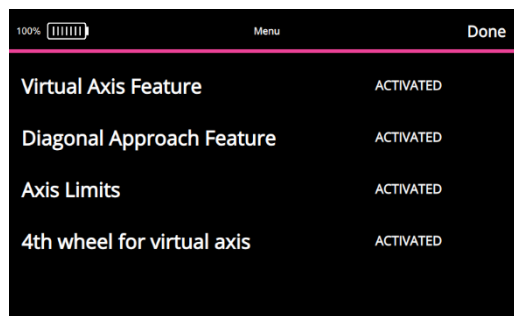 100% Menu Done
Virtual Axis Feature ACTIVATED
Diagonal Approach Feature ACTIVATED
Axis Limits ACTIVATED
4th wheel for virtual axis ACTIVATED